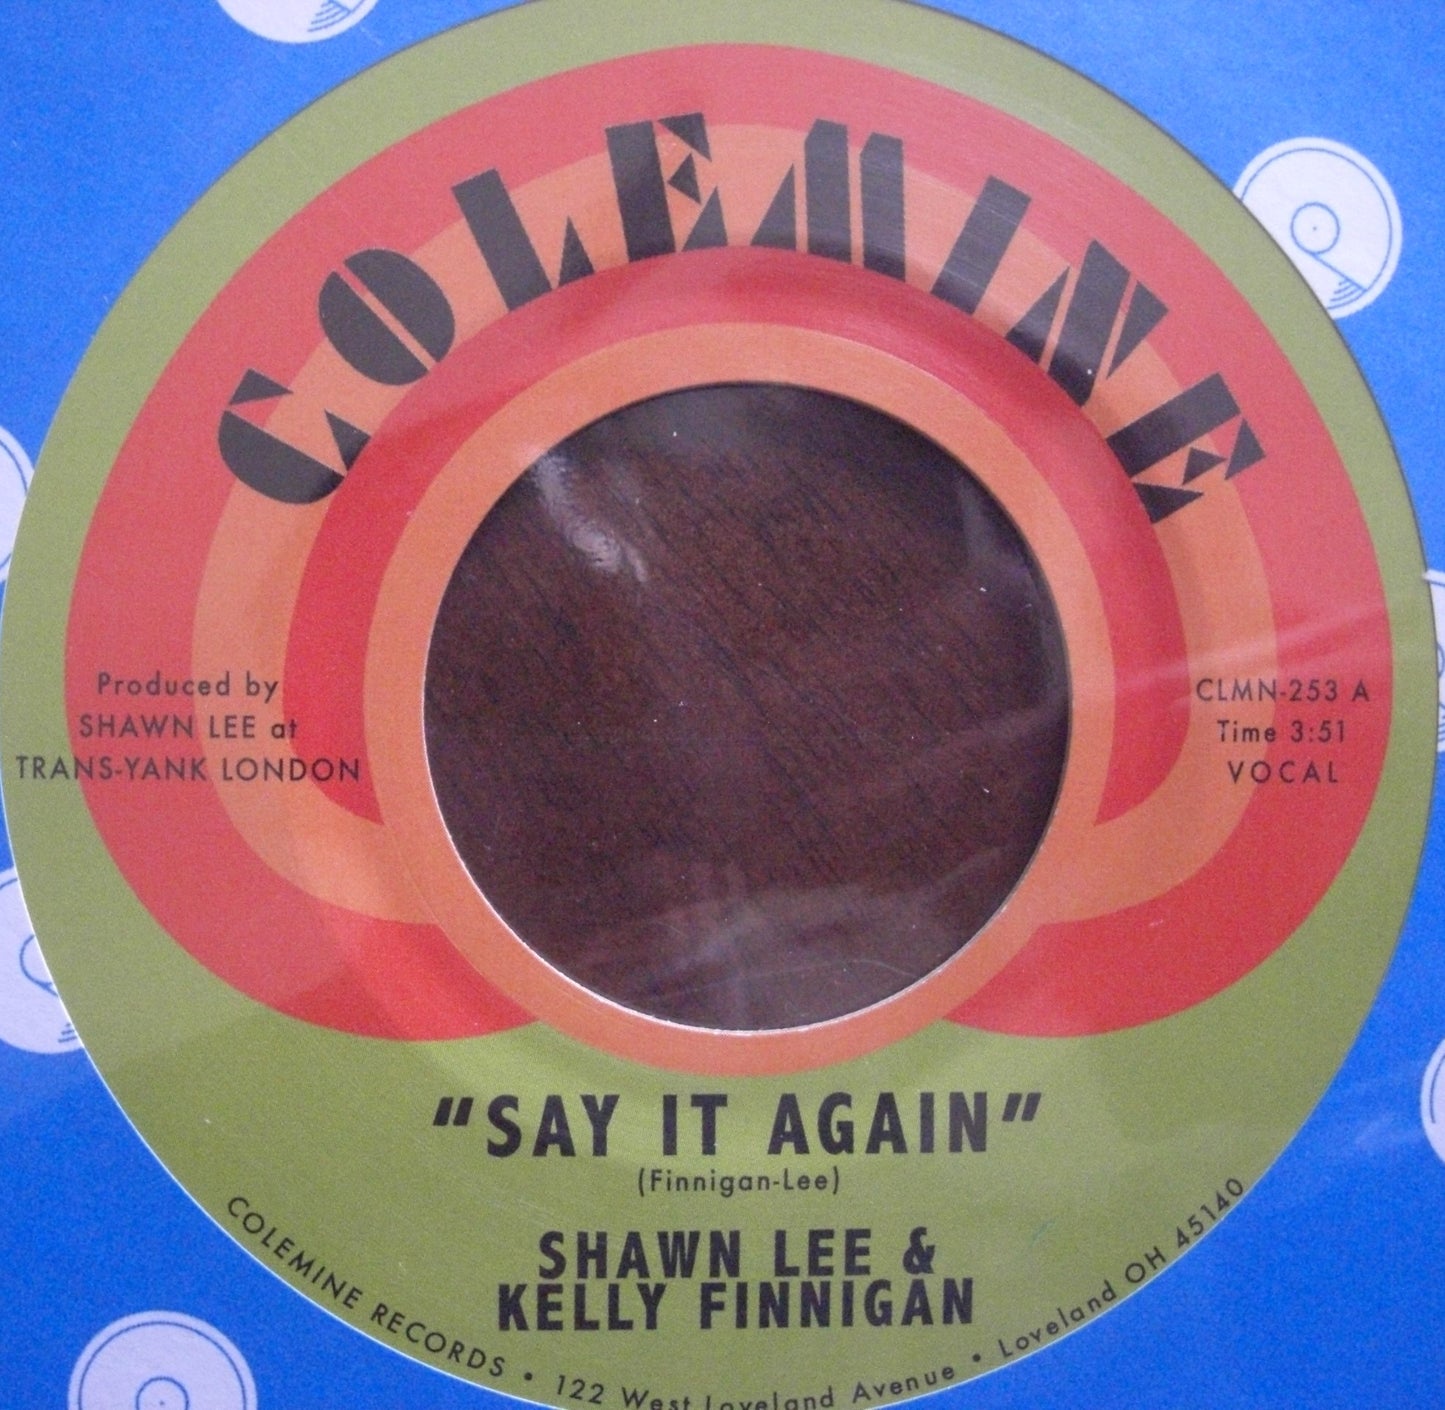 COLEMINE
Produced by
SHAWN LEE at
TRANS-YANK LONDON
CLMN-253 A
Time 3:51
VOCAL
"SAY IT AGAIN"
(Finnigan-Lee)
SHAWN LEE &
KELLY FINNIGAN
COLEMINE RECORDS • 122 West Loveland Avenue • Loveland OH 45140